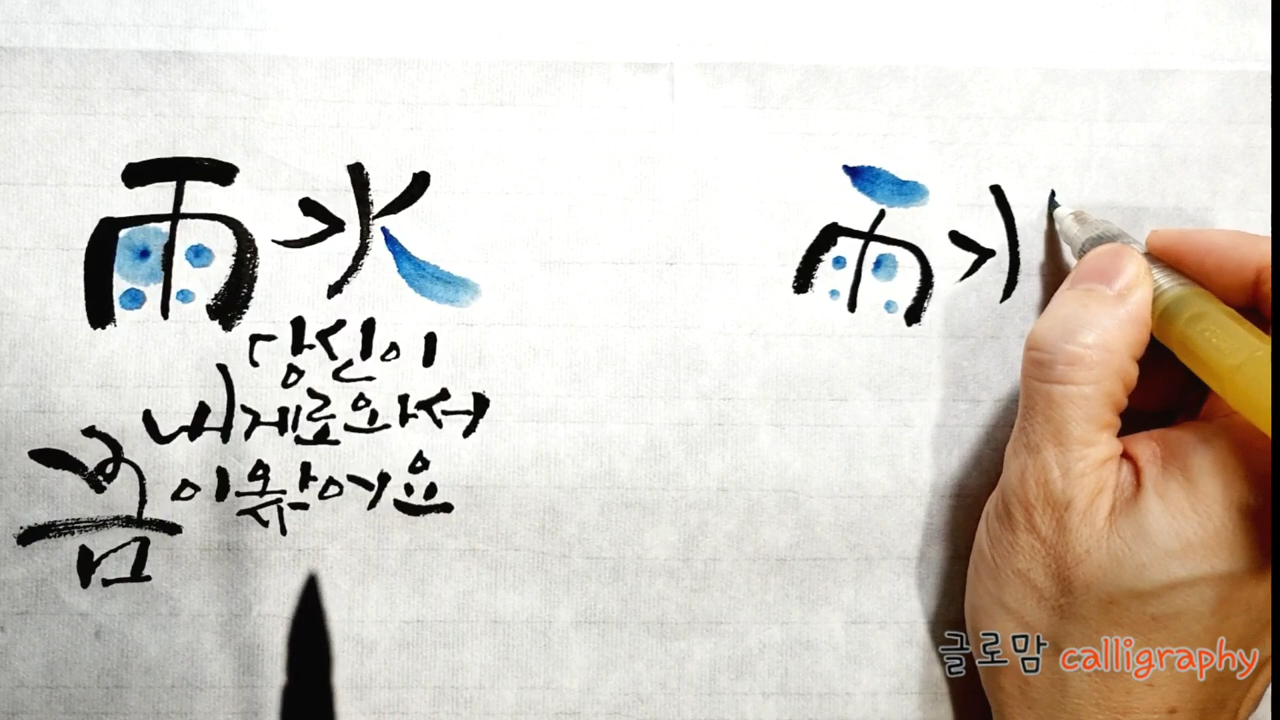 雨水
당신이
내게로와서
봄이왔어요
雨
글로맘 calligraphy